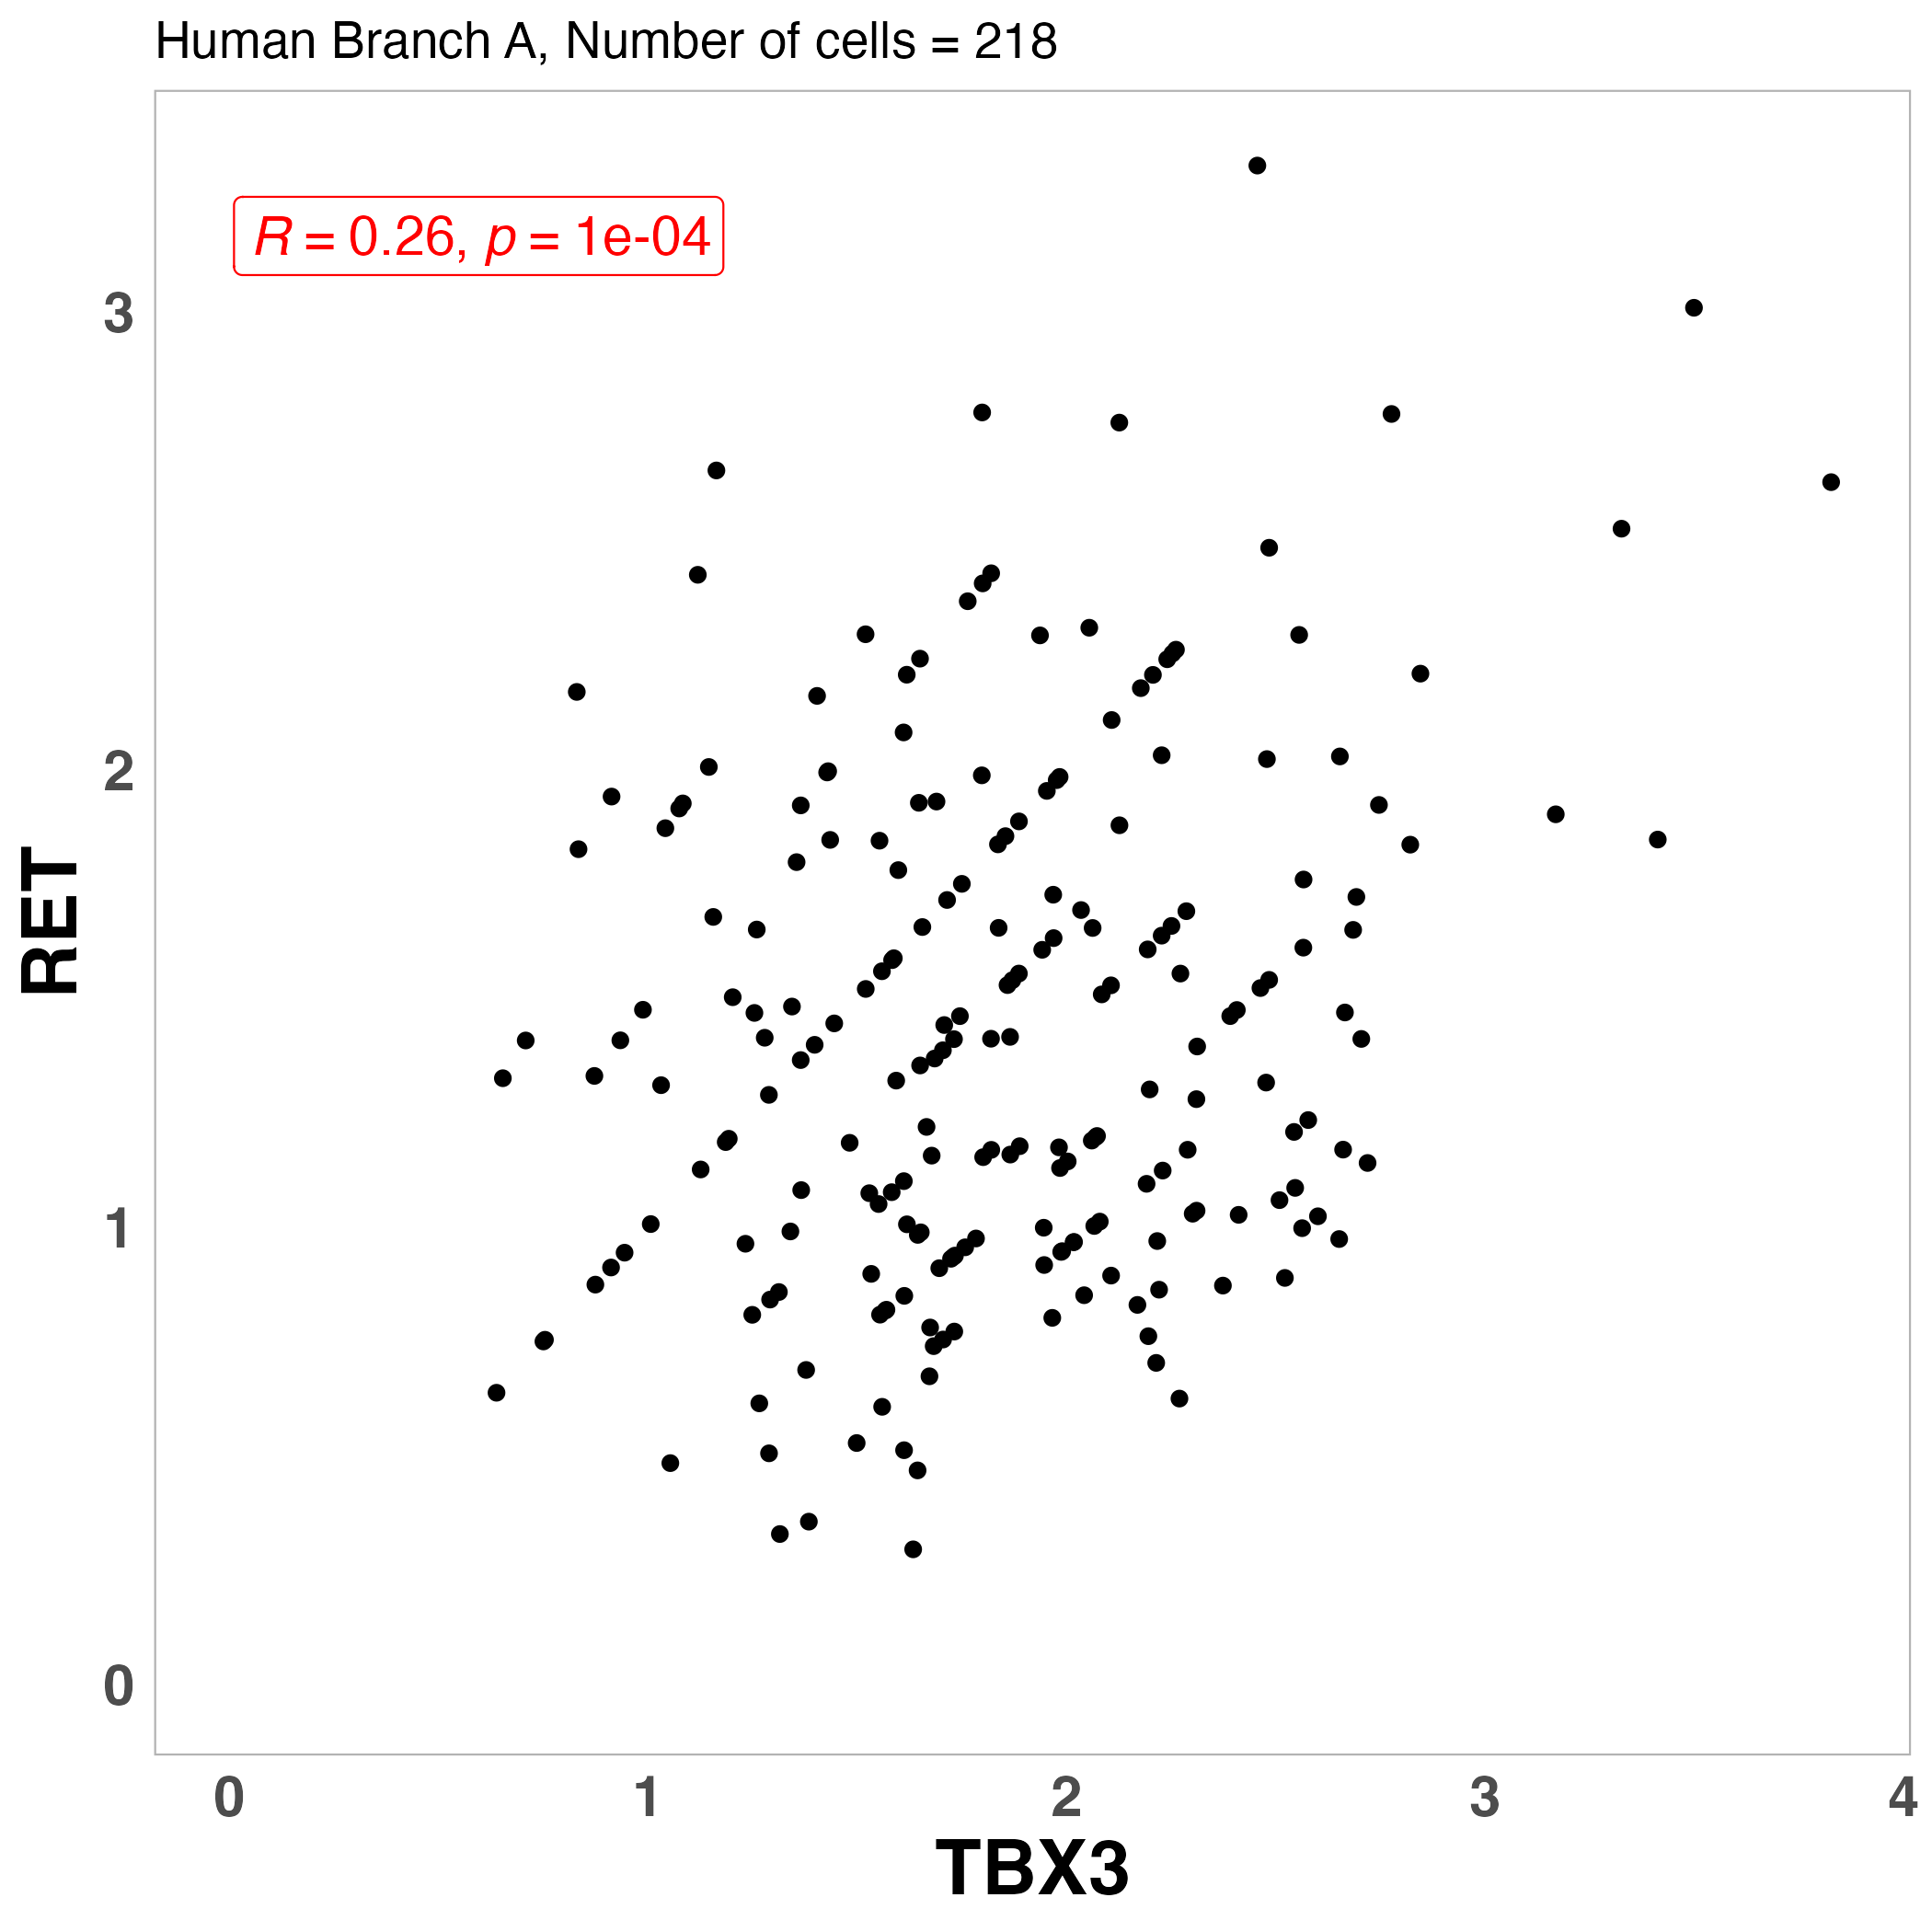 Human Branch A, Number of cells = 218
R = 0.26, p = 1e-04
3
2
1
0
RET
0 1 2 3 4
TBX3